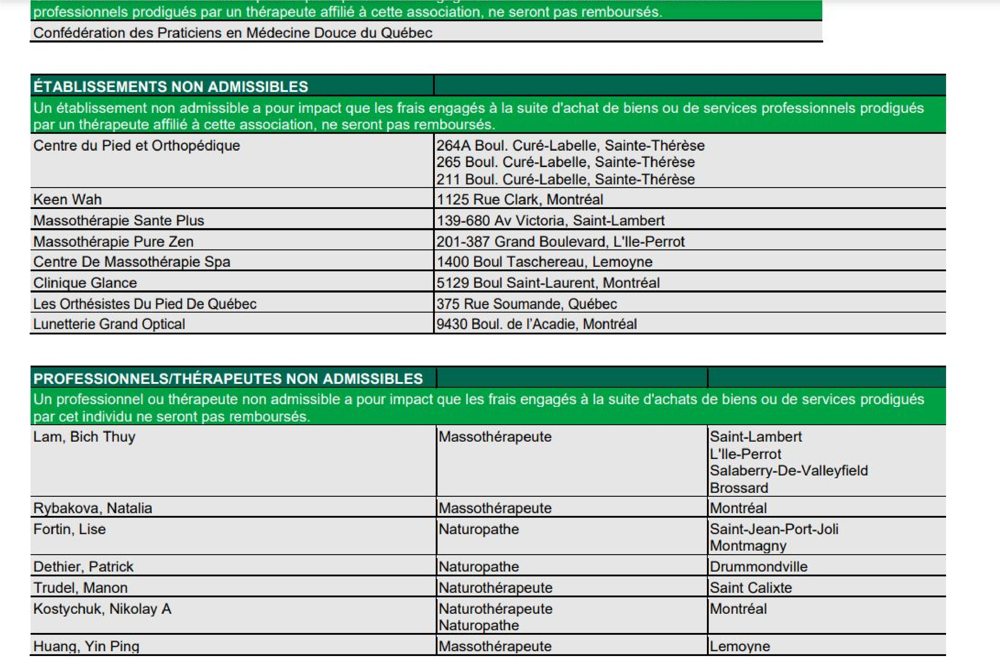 professionnels prodigués par un thérapeute affilié à cette association, ne seront pas remboursés.
Confédération des Praticiens en Médecine Douce du Québec
ÉTABLISSEMENTS NON ADMISSIBLES
Un établissement non admissible a pour impact que les frais engagés à la suite d'achat de biens ou de services professionnels prodigués
par un thérapeute affilié à cette association, ne seront pas remboursés.
Centre du Pied et Orthopédique 264A Boul. Curé-Labelle, Sainte-Thérèse
265 Boul. Curé-Labelle, Sainte-Thérèse
211 Boul. Curé-Labelle, Sainte-Thérèse
Keen Wah 1125 Rue Clark, Montréal
Massothérapie Sante Plus 139-680 Av Victoria, Saint-Lambert
Massothérapie Pure Zen 201-387 Grand Boulevard, L'Ile-Perrot
Centre De Massothérapie Spa 1400 Boul Taschereau, Lemoyne
Clinique Glance 5129 Boul Saint-Laurent, Montréal
Les Orthésistes Du Pied De Québec 375 Rue Soumande, Québec
Lunetterie Grand Optical 9430 Boul. de l’Acadie, Montréal
PROFESSIONNELS/THÉRAPEUTES NON ADMISSIBLES
Un professionnel ou thérapeute non admissible a pour impact que les frais engagés à la suite d'achats de biens ou de services prodigués
par cet individu ne seront pas remboursés.
Lam, Bich Thuy Massothérapeute Saint-Lambert
L'Ile-Perrot
Salaberry-De-Valleyfield
Brossard
Rybakova, Natalia Massothérapeute Montréal
Fortin, Lise Naturopathe Saint-Jean-Port-Joli
Montmagny
Dethier, Patrick Naturopathe Drummondville
Trudel, Manon Naturothérapeute Saint Calixte
Kostychuk, Nikolay A Naturothérapeute Montréal
Naturopathe
Huang, Yin Ping Massothérapeute Lemoyne